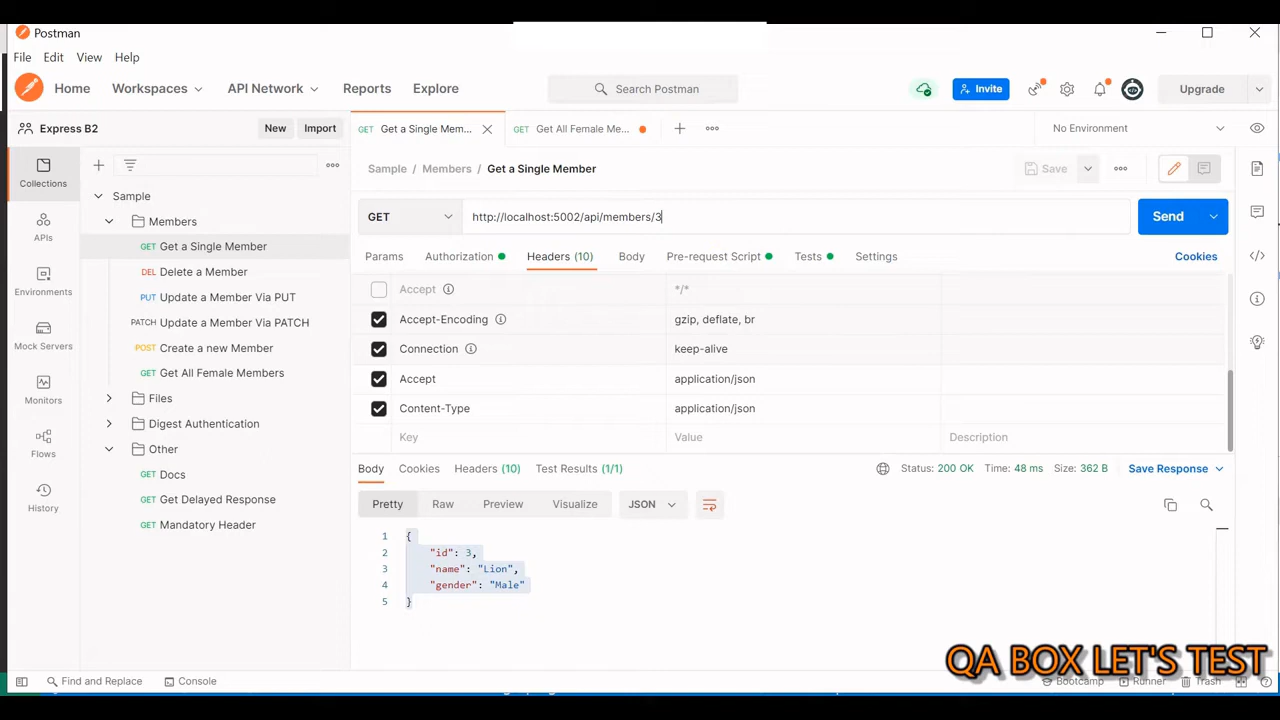 Postman
File Edit View Help
Home Workspaces API Network Reports Explore Search Postman Invite Upgrade
Express B2 New Import GET Get a Single Mem... GET Get All Female Me... No Environment
Collections
APIs
Environments
Mock Servers
Monitors
Flows
History
Sample
Members
GET Get a Single Member
DEL Delete a Member
PUT Update a Member Via PUT
PATCH Update a Member Via PATCH
POST Create a new Member
GET Get All Female Members
Files
Digest Authentication
Other
GET Docs
GET Get Delayed Response
GET Mandatory Header
Sample / Members / Get a Single Member Save
GET http://localhost:5002/api/members/3 Send
Params Authorization Headers (10) Body Pre-request Script Tests Settings Cookies
Accept */*
Accept-Encoding gzip, deflate, br
Connection keep-alive
Accept application/json
Content-Type application/json
Key Value Description
Body Cookies Headers (10) Test Results (1/1) Status: 200 OK Time: 48 ms Size: 362 B Save Response
Pretty Raw Preview Visualize JSON
1 {
2 "id": 3,
3 "name": "Lion",
4 "gender": "Male"
5 }
QA BOX LET'S TEST
Find and Replace Console Bootcamp Runner Trash